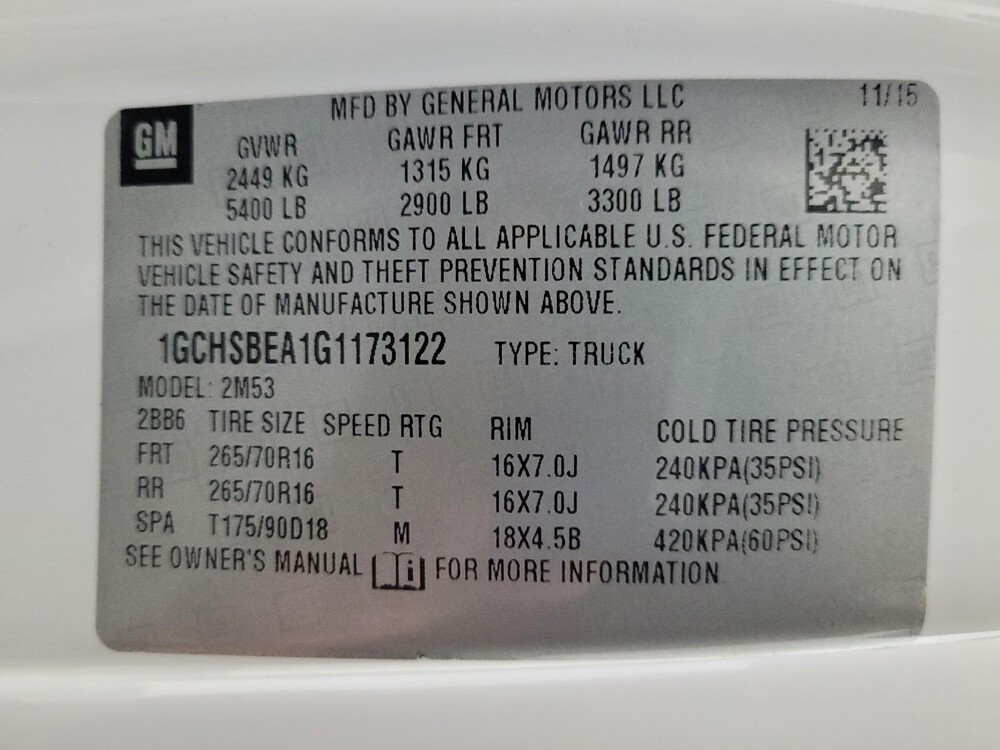 MFD BY GENERAL MOTORS LLC 11/15
GM
GVWR GAWR FRT GAWR RR
2449 KG 1315 KG 1497 KG
5400 LB 2900 LB 3300 LB
THIS VEHICLE CONFORMS TO ALL APPLICABLE U.S. FEDERAL MOTOR
VEHICLE SAFETY AND THEFT PREVENTION STANDARDS IN EFFECT ON
THE DATE OF MANUFACTURE SHOWN ABOVE.
1GCHSBEA1G1173122 TYPE: TRUCK
MODEL: 2M53
2BB6 TIRE SIZE SPEED RTG RIM COLD TIRE PRESSURE
FRT 265/70R16 T 16X7.0J 240KPA(35PSI)
RR 265/70R16 T 16X7.0J 240KPA(35PSI)
SPA T175/90D18 M 18X4.5B 420KPA(60PSI)
SEE OWNER'S MANUAL i FOR MORE INFORMATION